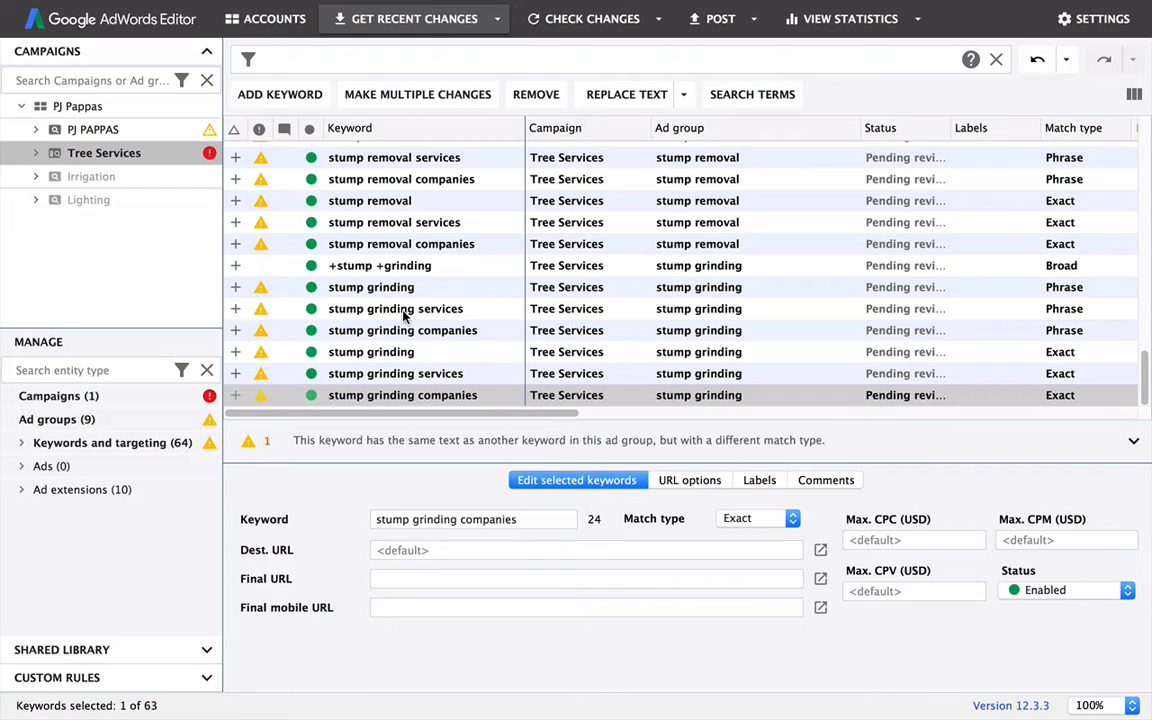 Google AdWords Editor ACCOUNTS GET RECENT CHANGES CHECK CHANGES POST VIEW STATISTICS SETTINGS
CAMPAIGNS
Search Campaigns or Ad gr...
PJ Pappas
PJ PAPPAS
Tree Services
Irrigation
Lighting
MANAGE
Search entity type
Campaigns (1)
Ad groups (9)
Keywords and targeting (64)
Ads (0)
Ad extensions (10)
SHARED LIBRARY
CUSTOM RULES
ADD KEYWORD MAKE MULTIPLE CHANGES REMOVE REPLACE TEXT SEARCH TERMS
Keyword Campaign Ad group Status Labels Match type
stump removal services Tree Services stump removal Pending revi... Phrase
stump removal companies Tree Services stump removal Pending revi... Phrase
stump removal Tree Services stump removal Pending revi... Exact
stump removal services Tree Services stump removal Pending revi... Exact
stump removal companies Tree Services stump removal Pending revi... Exact
+stump +grinding Tree Services stump grinding Pending revi... Broad
stump grinding Tree Services stump grinding Pending revi... Phrase
stump grinding services Tree Services stump grinding Pending revi... Phrase
stump grinding companies Tree Services stump grinding Pending revi... Phrase
stump grinding Tree Services stump grinding Pending revi... Exact
stump grinding services Tree Services stump grinding Pending revi... Exact
stump grinding companies Tree Services stump grinding Pending revi... Exact
1 This keyword has the same text as another keyword in this ad group, but with a different match type.
Edit selected keywords URL options Labels Comments
Keyword stump grinding companies 24 Match type Exact Max. CPC (USD) Max. CPM (USD)
<default> <default>
Dest. URL <default>
Max. CPV (USD) Status
Final URL
<default> Enabled
Final mobile URL
Keywords selected: 1 of 63 Version 12.3.3 100%